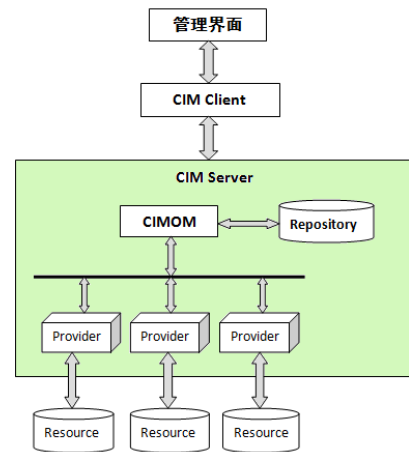 管理界面
CIM Client
CIM Server
CIMOM
Repository
Provider
Provider
Provider
Resource
Resource
Resource